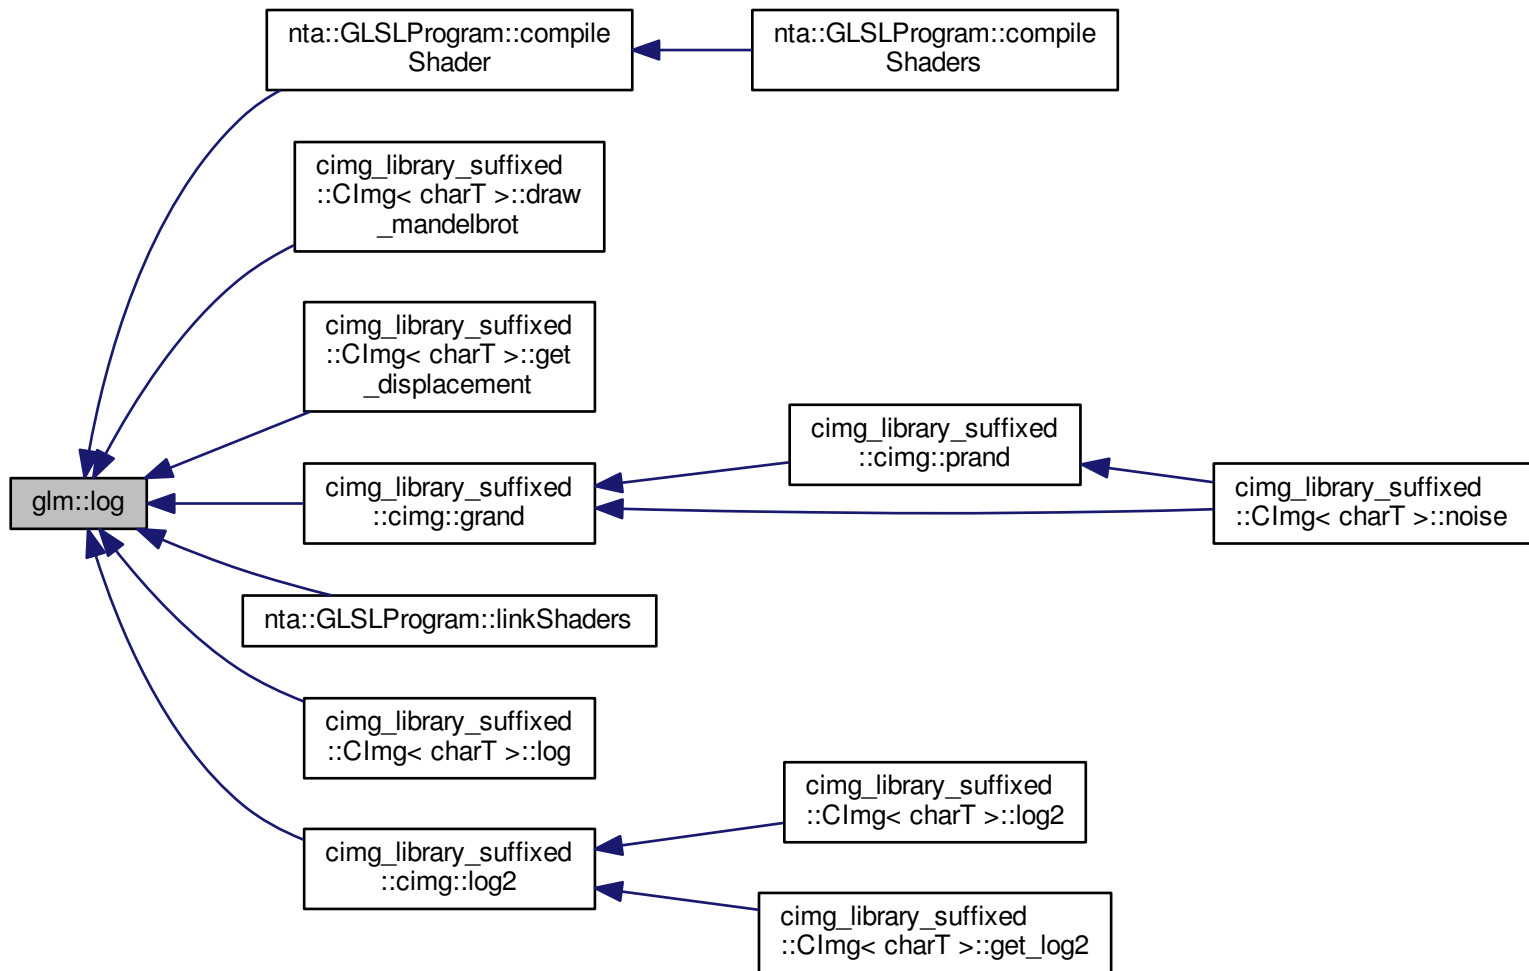 nta::GLSLProgram::compile
Shader
nta::GLSLProgram::compile
Shaders
cimg_library_suffixed
::CImg< charT >::draw
_mandelbrot
cimg_library_suffixed
::CImg< charT >::get
_displacement
cimg_library_suffixed
::cimg::prand
glm::log
cimg_library_suffixed
::cimg::grand
cimg_library_suffixed
::CImg< charT >::noise
nta::GLSLProgram::linkShaders
cimg_library_suffixed
::CImg< charT >::log
cimg_library_suffixed
::CImg< charT >::log2
cimg_library_suffixed
::cimg::log2
cimg_library_suffixed
::CImg< charT >::get_log2